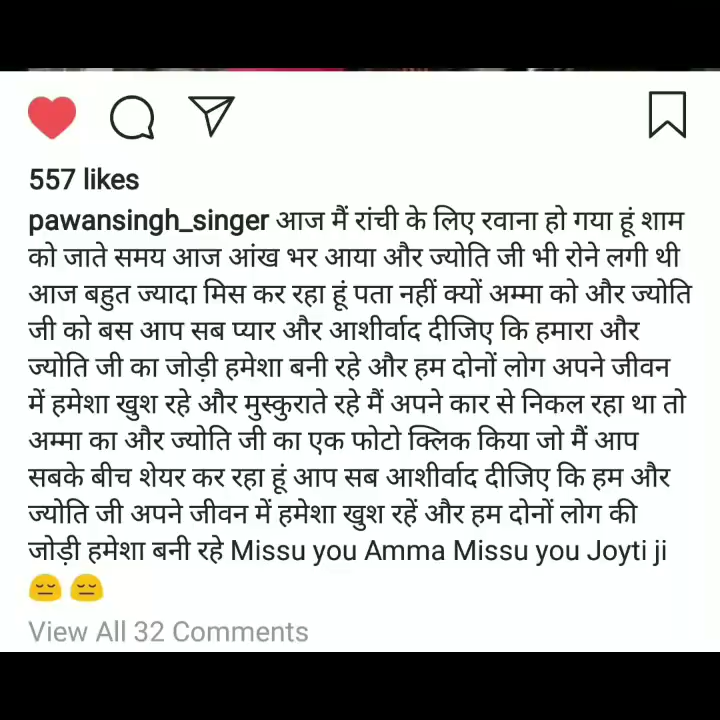 557 likes
pawansingh_singer आज मैं रांची के लिए रवाना हो गया हूं शाम
को जाते समय आज आंख भर आया और ज्योति जी भी रोने लगी थी
आज बहुत ज्यादा मिस कर रहा हूं पता नहीं क्यों अम्मा को और ज्योति
जी को बस आप सब प्यार और आशीर्वाद दीजिए कि हमारा और
ज्योति जी का जोड़ी हमेशा बनी रहे और हम दोनों लोग अपने जीवन
में हमेशा खुश रहे और मुस्कुराते रहे मैं अपने कार से निकल रहा था तो
अम्मा का और ज्योति जी का एक फोटो क्लिक किया जो मैं आप
सबके बीच शेयर कर रहा हूं आप सब आशीर्वाद दीजिए कि हम और
ज्योति जी अपने जीवन में हमेशा खुश रहें और हम दोनों लोग की
जोड़ी हमेशा बनी रहे Missu you Amma Missu you Joyti ji
😔😔
View All 32 Comments